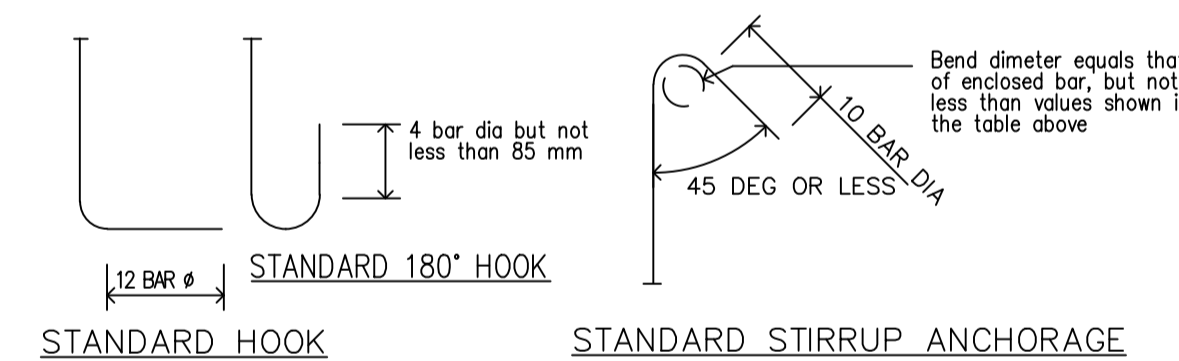 4 bar dia but not
less than 85 mm
12 BAR ø
STANDARD 180° HOOK
STANDARD HOOK
Bend dimeter equals tha
of enclosed bar, but not
less than values shown i
the table above
10 BAR DIA
45 DEG OR LESS
STANDARD STIRRUP ANCHORAGE